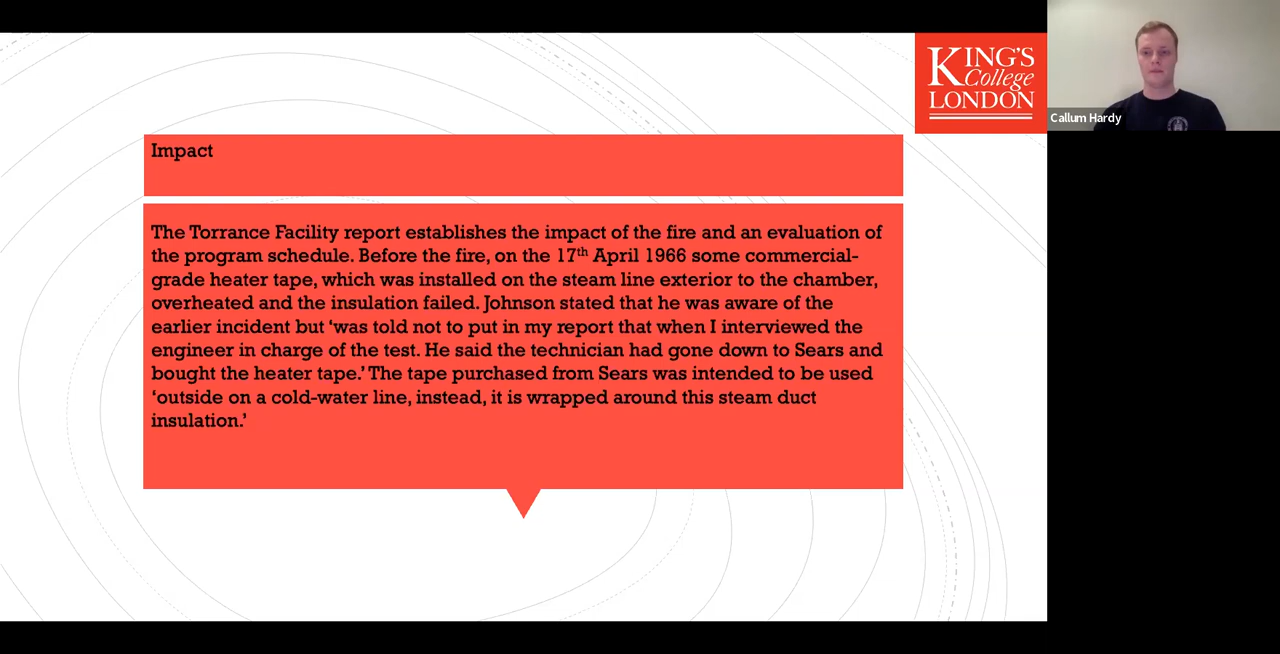 KING'S
College
LONDON
Callum Hardy
Impact
The Torrance Facility report establishes the impact of the fire and an evaluation of
the program schedule. Before the fire, on the 17th April 1966 some commercial-
grade heater tape, which was installed on the steam line exterior to the chamber,
overheated and the insulation failed. Johnson stated that he was aware of the
earlier incident but ‘was told not to put in my report that when I interviewed the
engineer in charge of the test. He said the technician had gone down to Sears and
bought the heater tape.’ The tape purchased from Sears was intended to be used
‘outside on a cold-water line, instead, it is wrapped around this steam duct
insulation.’